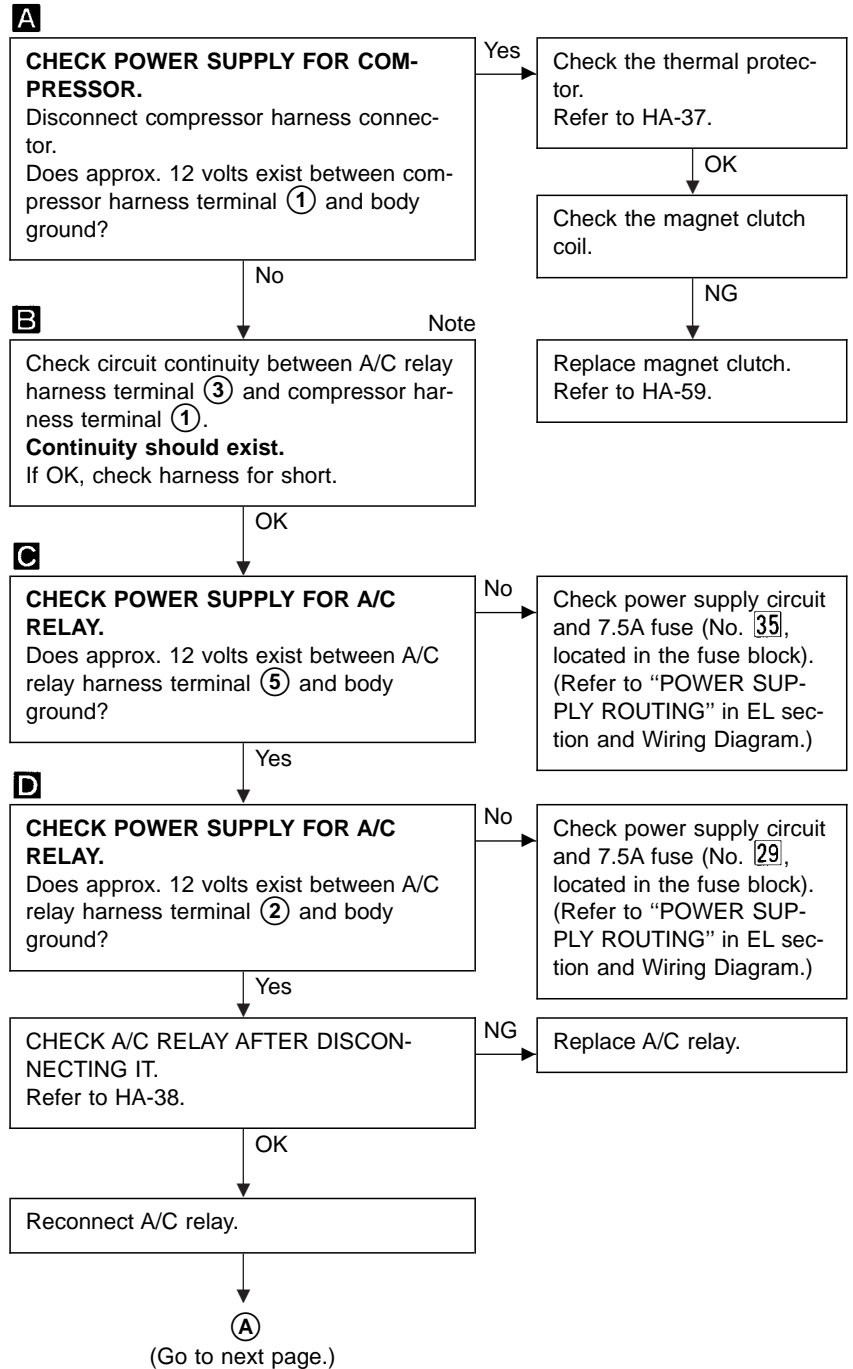 A
CHECK POWER SUPPLY FOR COM-
PRESSOR.
Disconnect compressor harness connec-
tor.
Does approx. 12 volts exist between com-
pressor harness terminal ① and body
ground?
Yes
Check the thermal protec-
tor.
Refer to HA-37.
OK
Check the magnet clutch
coil.
NG
Replace magnet clutch.
Refer to HA-59.
No
B
Note
Check circuit continuity between A/C relay
harness terminal ③ and compressor har-
ness terminal ①.
Continuity should exist.
If OK, check harness for short.
OK
C
CHECK POWER SUPPLY FOR A/C
RELAY.
Does approx. 12 volts exist between A/C
relay harness terminal ⑤ and body
ground?
No
Check power supply circuit
and 7.5A fuse (No. 35,
located in the fuse block).
(Refer to ‘‘POWER SUP-
PLY ROUTING’’ in EL sec-
tion and Wiring Diagram.)
Yes
D
CHECK POWER SUPPLY FOR A/C
RELAY.
Does approx. 12 volts exist between A/C
relay harness terminal ② and body
ground?
No
Check power supply circuit
and 7.5A fuse (No. 29,
located in the fuse block).
(Refer to ‘‘POWER SUP-
PLY ROUTING’’ in EL sec-
tion and Wiring Diagram.)
Yes
CHECK A/C RELAY AFTER DISCON-
NECTING IT.
Refer to HA-38.
NG
Replace A/C relay.
OK
Reconnect A/C relay.
Ⓐ
(Go to next page.)